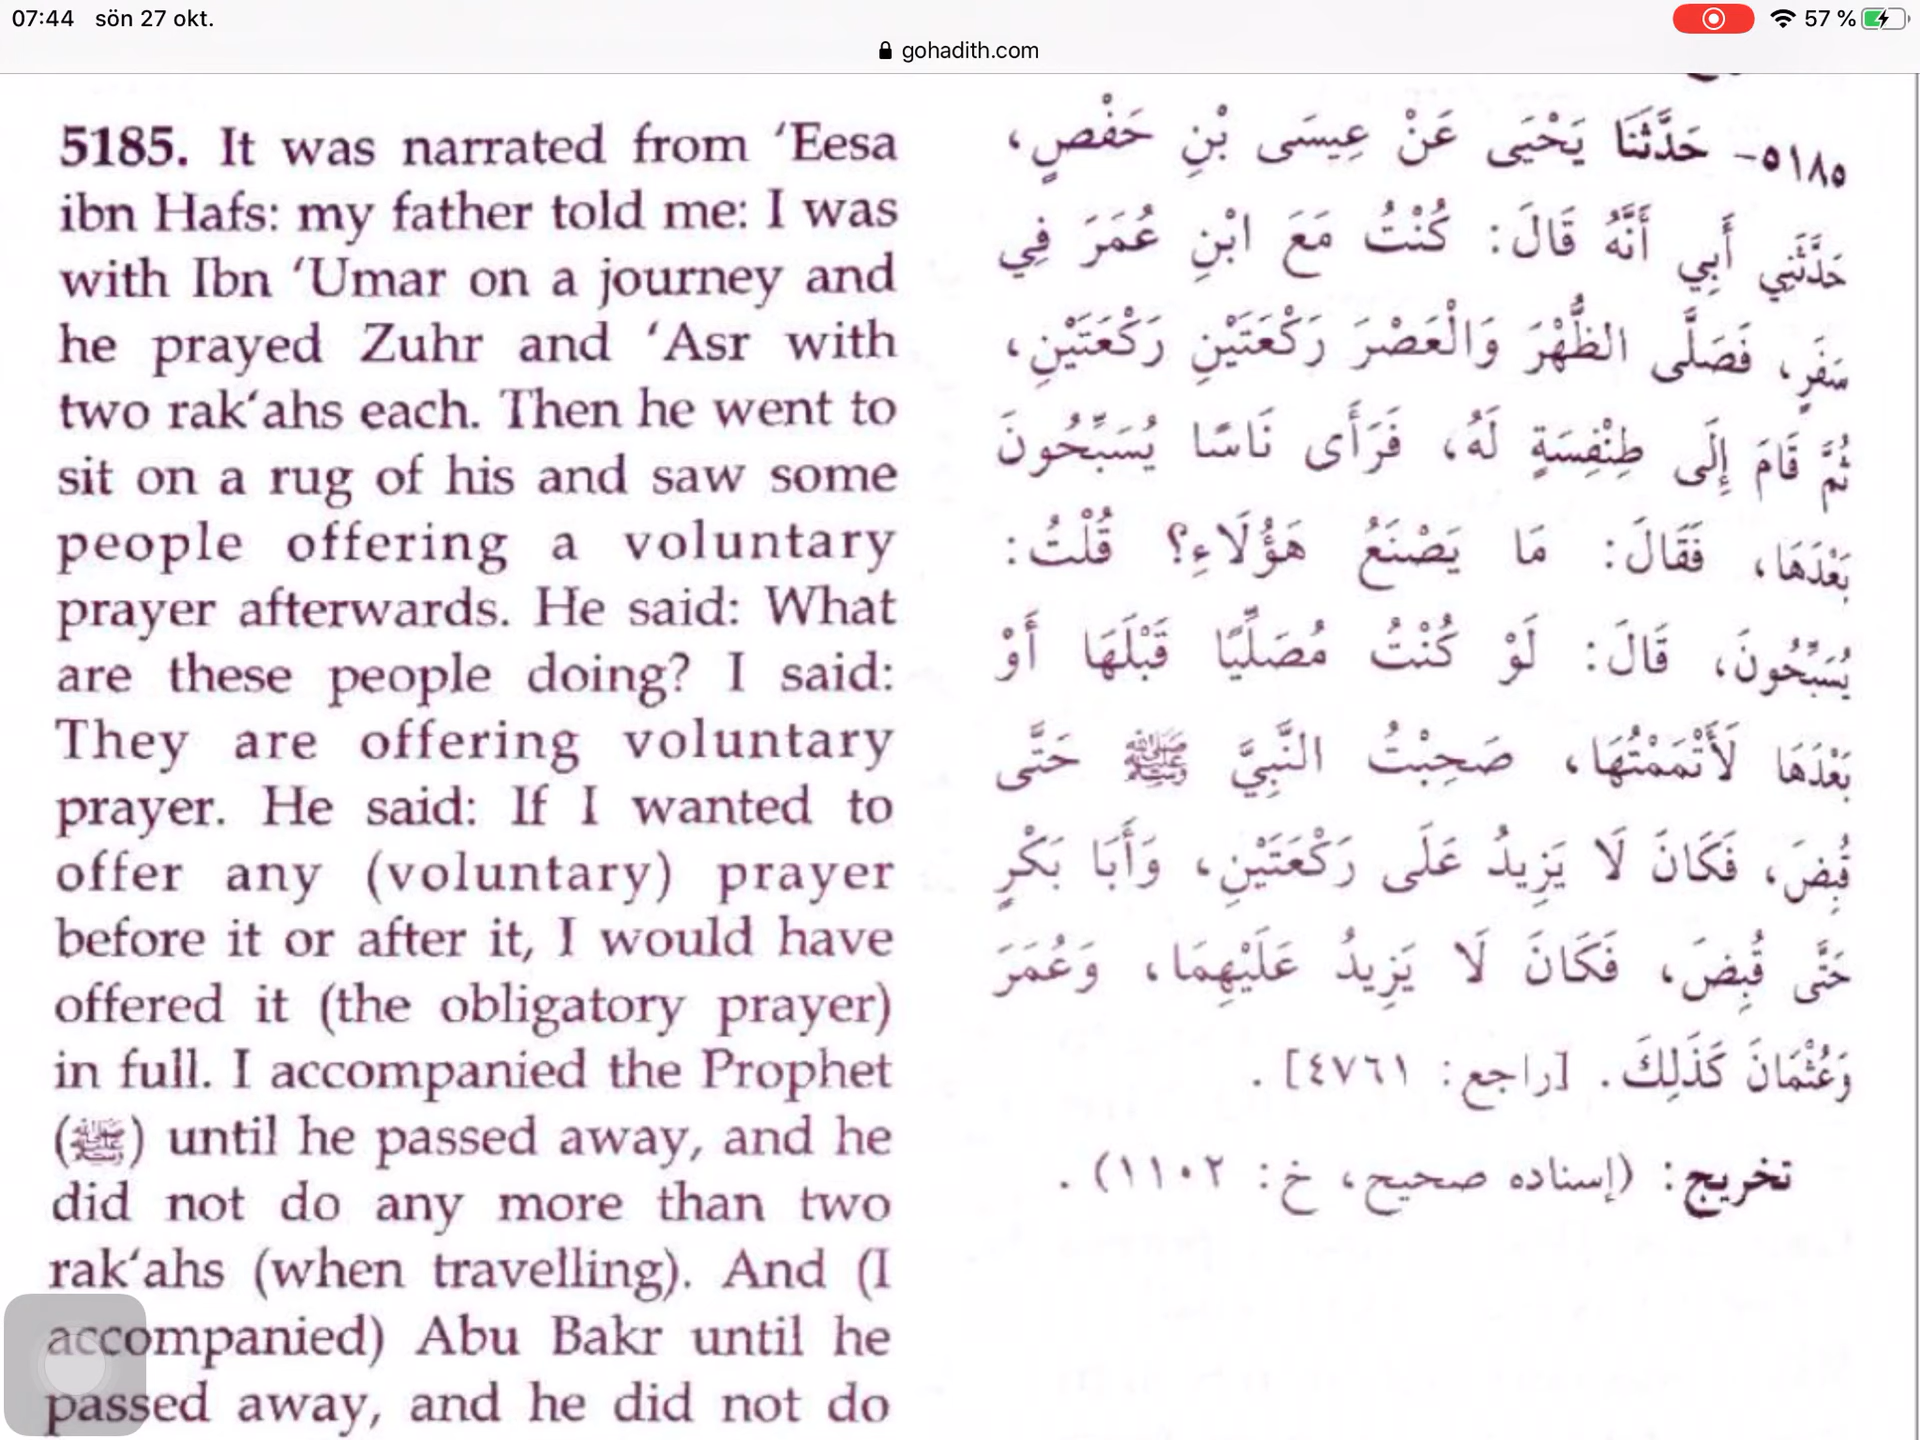 07:44 sön 27 okt.
57 %
gohadith.com
5185. It was narrated from ‘Eesa
ibn Hafs: my father told me: I was
with Ibn ‘Umar on a journey and
he prayed Zuhr and ‘Asr with
two rak‘ahs each. Then he went to
sit on a rug of his and saw some
people offering a voluntary
prayer afterwards. He said: What
are these people doing? I said:
They are offering voluntary
prayer. He said: If I wanted to
offer any (voluntary) prayer
before it or after it, I would have
offered it (the obligatory prayer)
in full. I accompanied the Prophet
(ﷺ) until he passed away, and he
did not do any more than two
rak‘ahs (when travelling). And (I
accompanied) Abu Bakr until he
passed away, and he did not do
٥١٨٥- حَدَّثَنَا يَحْيَى عَنْ عِيسَى بْنِ حَفْصٍ،
حَدَّثَنِي أَبِي أَنَّهُ قَالَ: كُنْتُ مَعَ ابْنِ عُمَرَ فِي
سَفَرٍ، فَصَلَّى الظُّهْرَ وَالْعَصْرَ رَكْعَتَيْنِ رَكْعَتَيْنِ،
ثُمَّ قَامَ إِلَى طِنْفِسَةٍ لَهُ، فَرَأَى نَاسًا يُسَبِّحُونَ
بَعْدَهَا، فَقَالَ: مَا يَصْنَعُ هَؤُلَاءِ؟ قُلْتُ:
يُسَبِّحُونَ، قَالَ: لَوْ كُنْتُ مُصَلِّيًا قَبْلَهَا أَوْ
بَعْدَهَا لَأَتْمَمْتُهَا، صَحِبْتُ النَّبِيَّ ﷺ حَتَّى
قُبِضَ، فَكَانَ لَا يَزِيدُ عَلَى رَكْعَتَيْنِ، وَأَبَا بَكْرٍ
حَتَّى قُبِضَ، فَكَانَ لَا يَزِيدُ عَلَيْهِمَا، وَعُمَرَ
وَعُثْمَانَ كَذَلِكَ. [راجع: ٤٧٦١].
تخريج: (إسناده صحيح، خ: ١١٠٢).